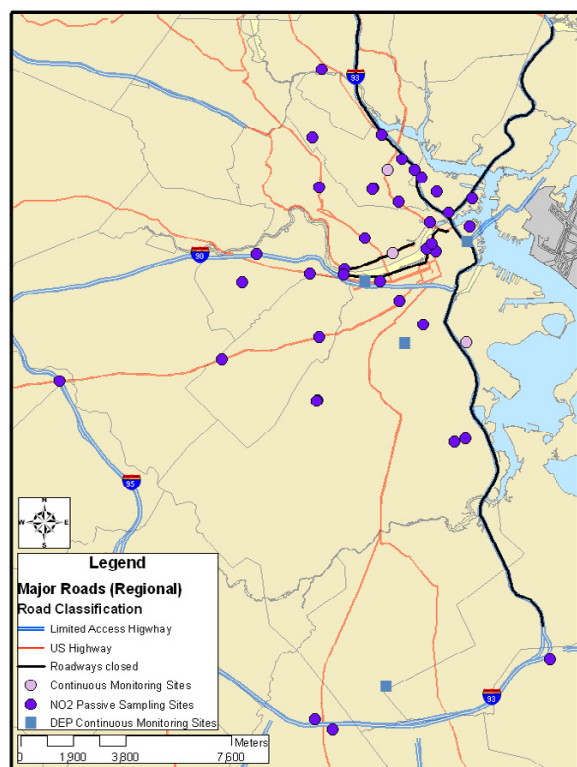 93
90
95
N
W E
S
Legend
Major Roads (Regional)
Road Classification
Limited Access Higwhay
US Highway
Roadways closed
Continuous Monitoring Sites
NO2 Passive Sampling Sites
DEP Continuous Monitoring Sites
93
Meters
0 1,900 3,800 7,600